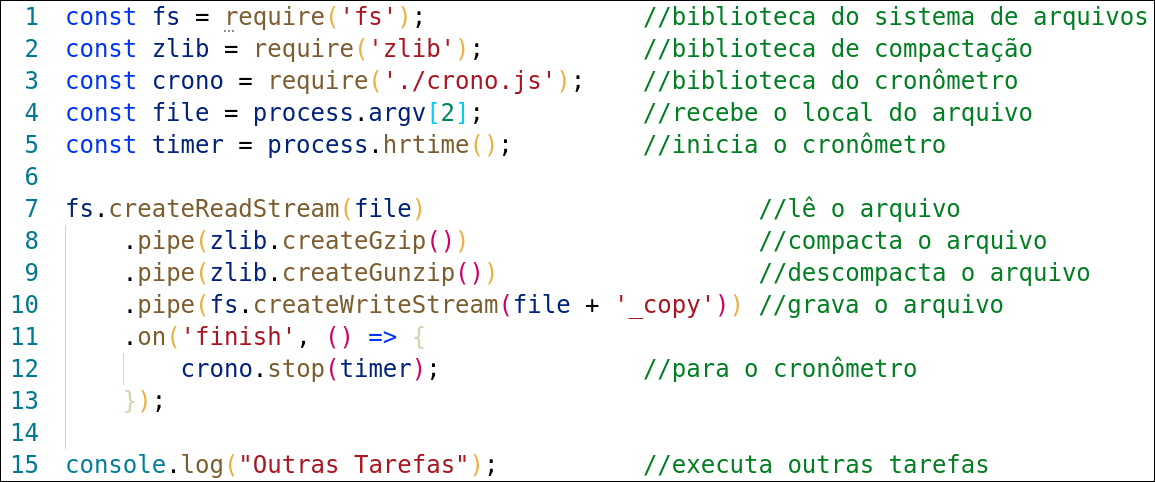 1 const fs = require('fs');               //biblioteca do sistema de arquivos
2 const zlib = require('zlib');           //biblioteca de compactação
3 const crono = require('./crono.js');    //biblioteca do cronômetro
4 const file = process.argv[2];           //recebe o local do arquivo
5 const timer = process.hrtime();         //inicia o cronômetro
6
7 fs.createReadStream(file)                       //lê o arquivo
8     .pipe(zlib.createGzip())                    //compacta o arquivo
9     .pipe(zlib.createGunzip())                  //descompacta o arquivo
10     .pipe(fs.createWriteStream(file + '_copy')) //grava o arquivo
11     .on('finish', () => {
12         crono.stop(timer);              //para o cronômetro
13     });
14
15 console.log("Outras Tarefas");          //executa outras tarefas